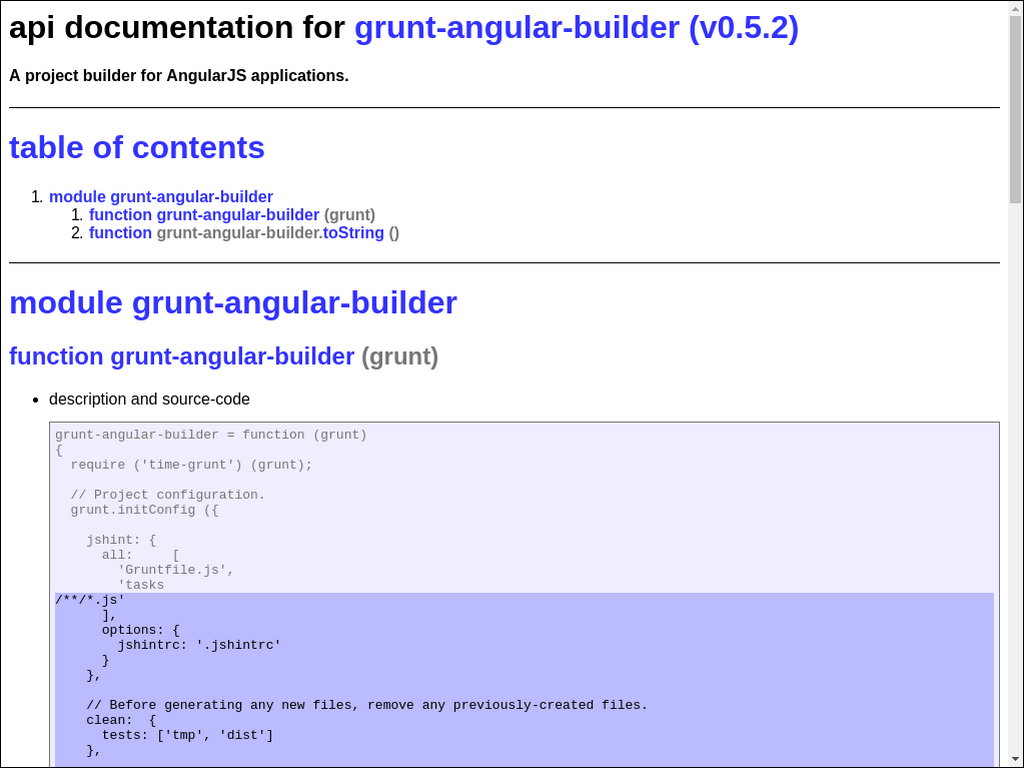 api documentation for grunt-angular-builder (v0.5.2)
A project builder for AngularJS applications.
table of contents
1. module grunt-angular-builder
1. function grunt-angular-builder (grunt)
2. function grunt-angular-builder.toString ()
module grunt-angular-builder
function grunt-angular-builder (grunt)
• description and source-code
grunt-angular-builder = function (grunt)
{
  require ('time-grunt') (grunt);
  // Project configuration.
  grunt.initConfig ({
    jshint: {
      all:     [
        'Gruntfile.js',
        'tasks
/**/*.js'
      ],
      options: {
        jshintrc: '.jshintrc'
      }
    },
    // Before generating any new files, remove any previously-created files.
    clean:  {
      tests: ['tmp', 'dist']
    },